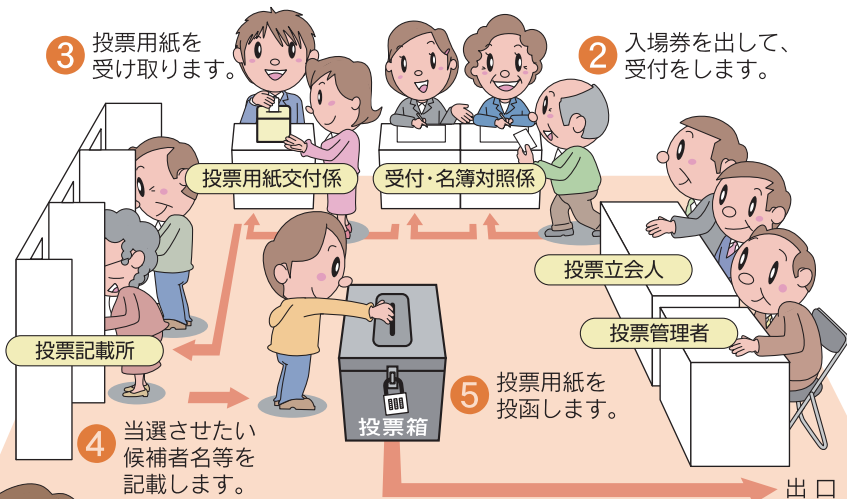 2
入場券を出して、
受付をします。
受付・名簿対照係
3
投票用紙を
受け取ります。
投票用紙交付係
投票記載所
4
当選させたい
候補者名等を
記載します。
5
投票用紙を
投函します。
投票箱
投票立会人
投票管理者
出口